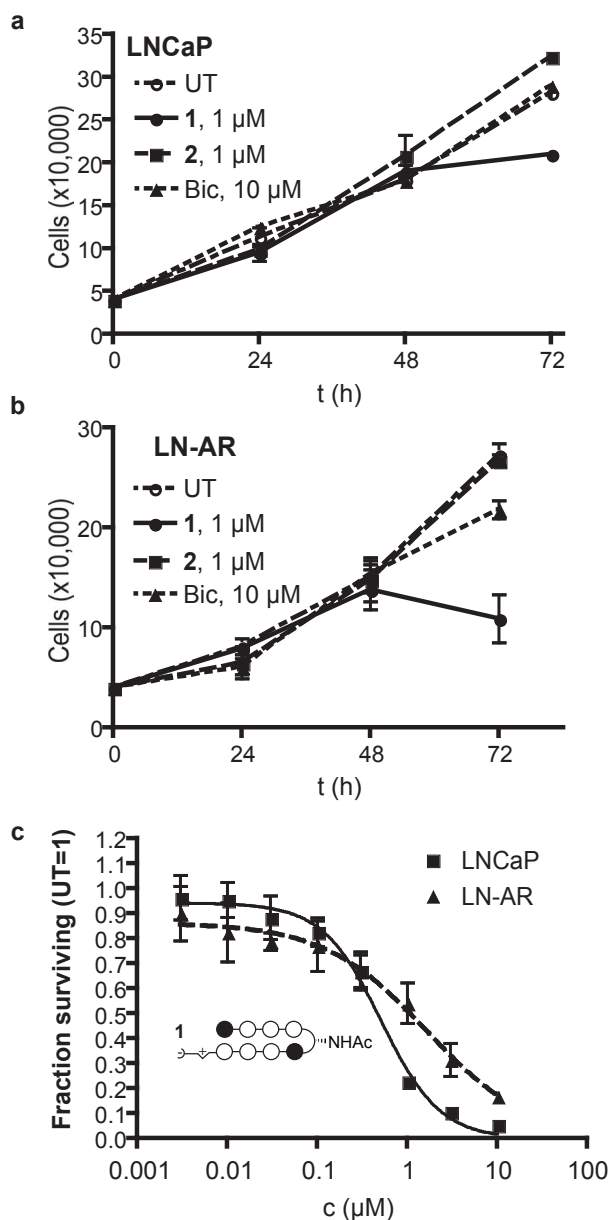 a
LNCaP
UT
1, 1 µM
2, 1 µM
Bic, 10 µM
Cells (x10,000)
35
30
25
20
15
10
5
0
0 24 48 72
t (h)
b
LN-AR
UT
1, 1 µM
2, 1 µM
Bic, 10 µM
Cells (x10,000)
30
20
10
0
0 24 48 72
t (h)
c
LNCaP
LN-AR
Fraction surviving (UT=1)
1.2
1.1
1.0
0.9
0.8
0.7
0.6
0.5
0.4
0.3
0.2
0.1
0.0
1
NHAc
+
0.001 0.01 0.1 1 10 100
c (µM)